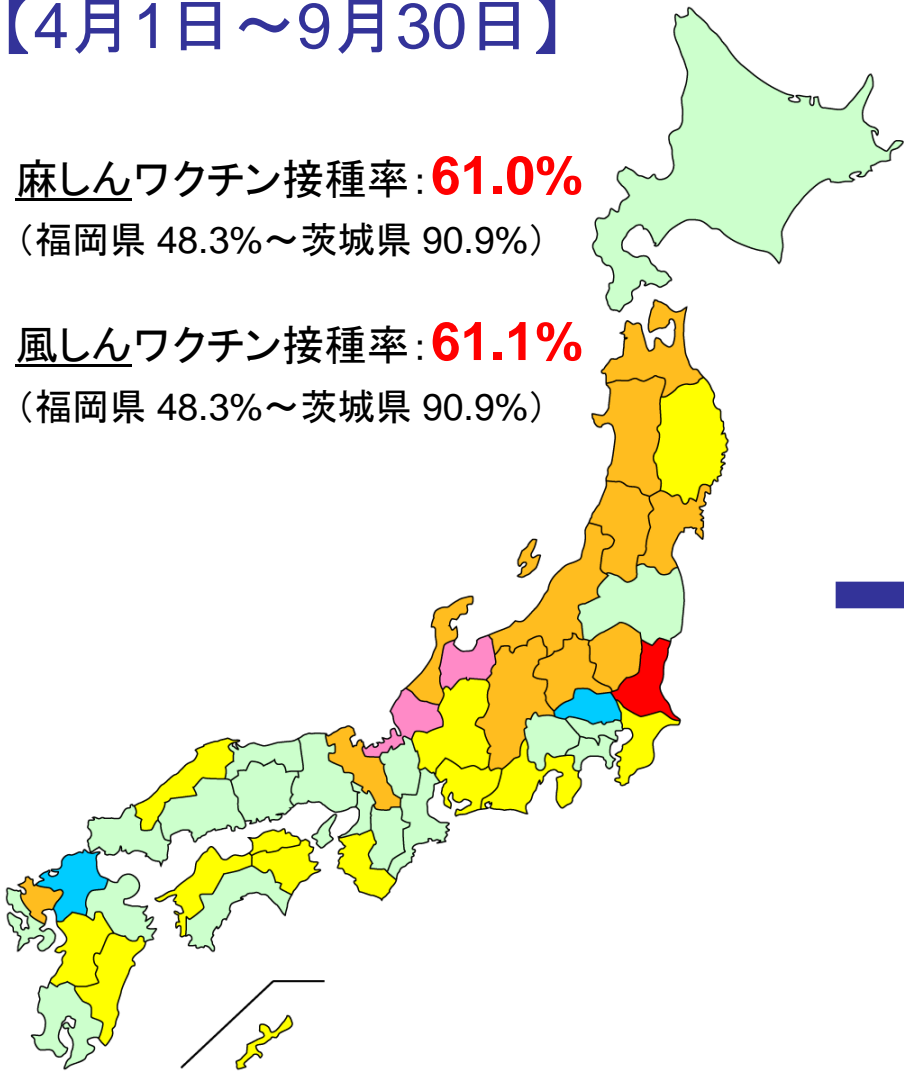 【4月1日～9月30日】
麻しんワクチン接種率：61.0%
（福岡県 48.3%～茨城県 90.9%）
風しんワクチン接種率：61.1%
（福岡県 48.3%～茨城県 90.9%）